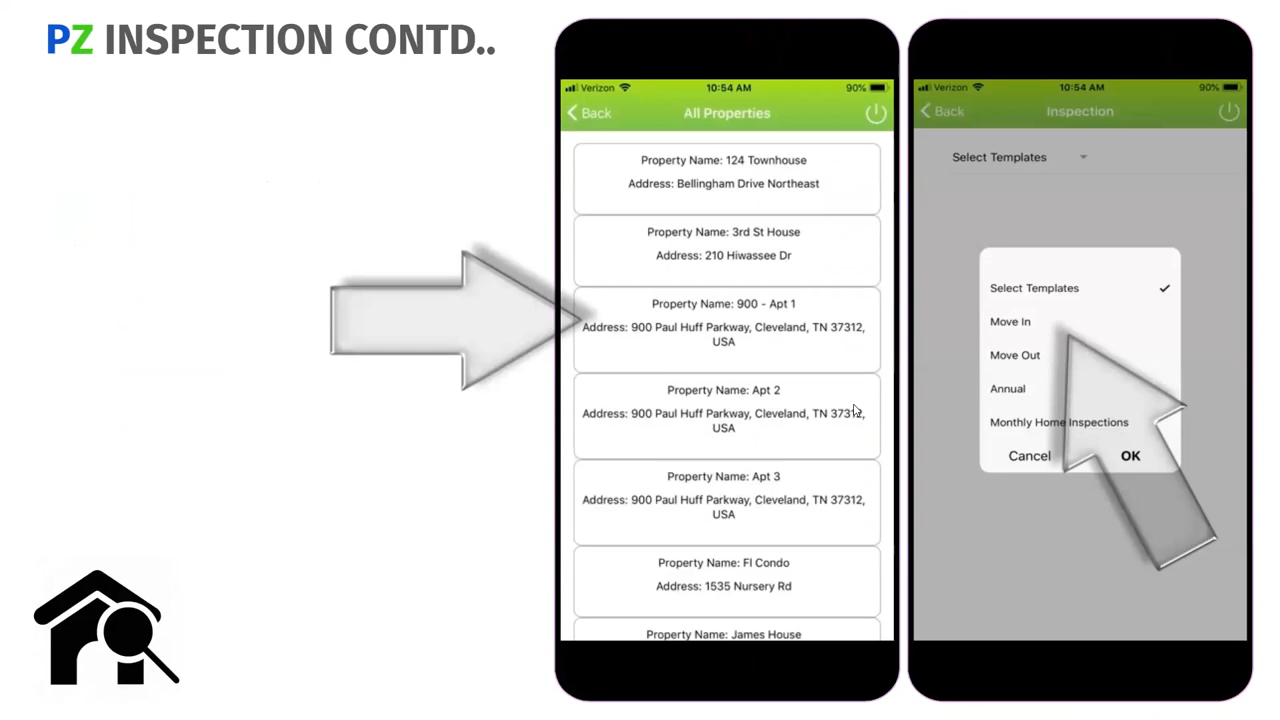 PZ INSPECTION CONTD..
Verizon 10:54 AM 90%
Back All Properties
Property Name: 124 Townhouse
Address: Bellingham Drive Northeast
Property Name: 3rd St House
Address: 210 Hiwassee Dr
Property Name: 900 - Apt 1
Address: 900 Paul Huff Parkway, Cleveland, TN 37312,
USA
Property Name: Apt 2
Address: 900 Paul Huff Parkway, Cleveland, TN 37312,
USA
Property Name: Apt 3
Address: 900 Paul Huff Parkway, Cleveland, TN 37312,
USA
Property Name: Fl Condo
Address: 1535 Nursery Rd
Property Name: James House
Verizon 10:54 AM 90%
Back Inspection
Select Templates
Select Templates
Move In
Move Out
Annual
Monthly Home Inspections
Cancel OK